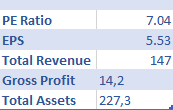 PE Ratio 7.04
EPS 5.53
Total Revenue 147
Gross Profit 14,2
Total Assets 227,3